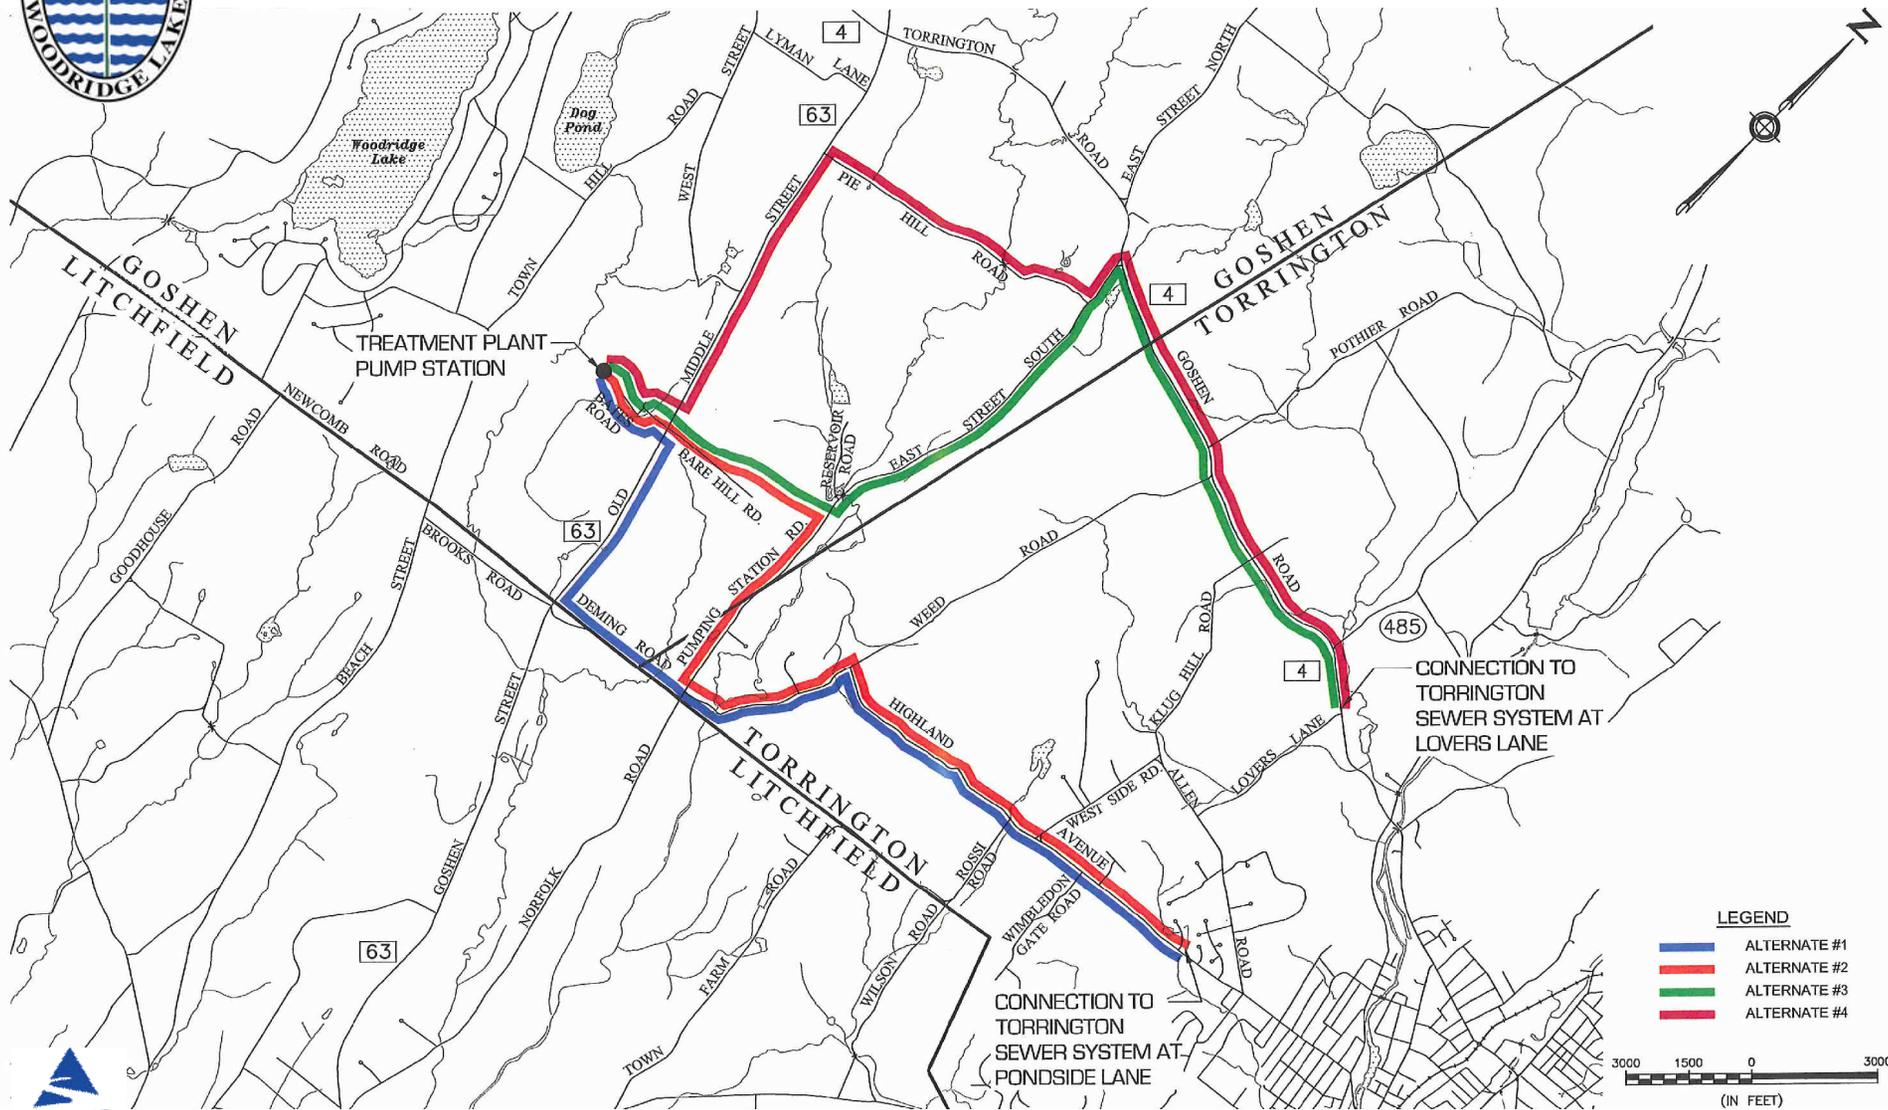 WOODRIDGE LAKE
4
TORRINGTON
ROAD
LYMAN
LANE
STREET
ROAD
WEST
63
Dog
Pond
Woodridge
Lake
HILL
TOWN
STREET
PIE
HILL
ROAD
EAST
STREET
NORTH
N
4
GOSHEN
TORRINGTON
GOSHEN
LITCHFIELD
TREATMENT PLANT
PUMP STATION
MIDDLE
BATES
ROAD
BARE HILL RD.
RESERVOIR
ROAD
EAST
STREET
SOUTH
GOSHEN
ROAD
POTHIER
ROAD
NEWCOMB
ROAD
ROAD
GOODHOUSE
BROOKS
ROAD
STREET
BEACH
63
OLD
DEMING
ROAD
PUMPING
STATION
RD.
WEED
ROAD
KLUG
HILL
ROAD
485
4
CONNECTION TO
TORRINGTON
SEWER SYSTEM AT
LOVERS LANE
LOVERS
LANE
HIGHLAND
AVENUE
WEST SIDE RD.
ALLEN
ROAD
TORRINGTON
LITCHFIELD
STREET
GOSHEN
ROAD
NORFOLK
63
ROAD
FARM
TOWN
ROSSI
ROAD
ROAD
WILSON
WIMBLEDON
GATE ROAD
CONNECTION TO
TORRINGTON
SEWER SYSTEM AT
PONDSIDE LANE
LEGEND
ALTERNATE #1
ALTERNATE #2
ALTERNATE #3
ALTERNATE #4
3000 1500 0 3000
(IN FEET)